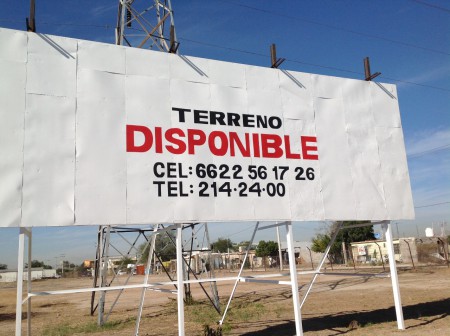 TERRENO
DISPONIBLE
CEL: 6622 56 17 26
TEL: 214·24·00